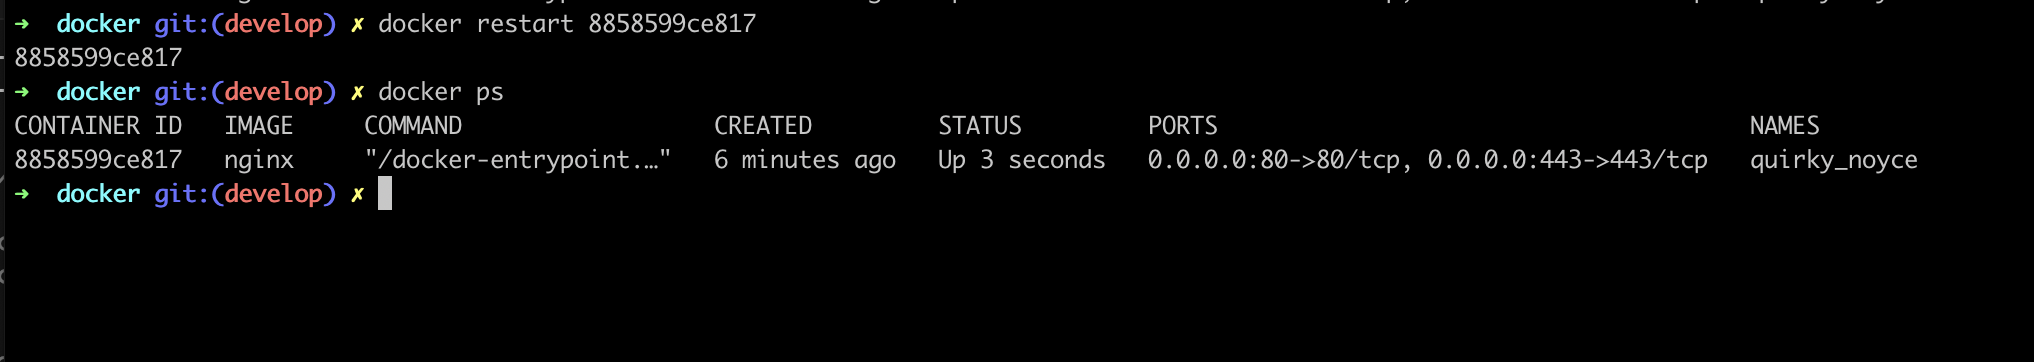 ➜  docker git:(develop) ✗ docker restart 8858599ce817
8858599ce817
➜  docker git:(develop) ✗ docker ps
CONTAINER ID   IMAGE     COMMAND                  CREATED         STATUS         PORTS                                      NAMES
8858599ce817   nginx     "/docker-entrypoint.…"   6 minutes ago   Up 3 seconds   0.0.0.0:80->80/tcp, 0.0.0.0:443->443/tcp   quirky_noyce
➜  docker git:(develop) ✗